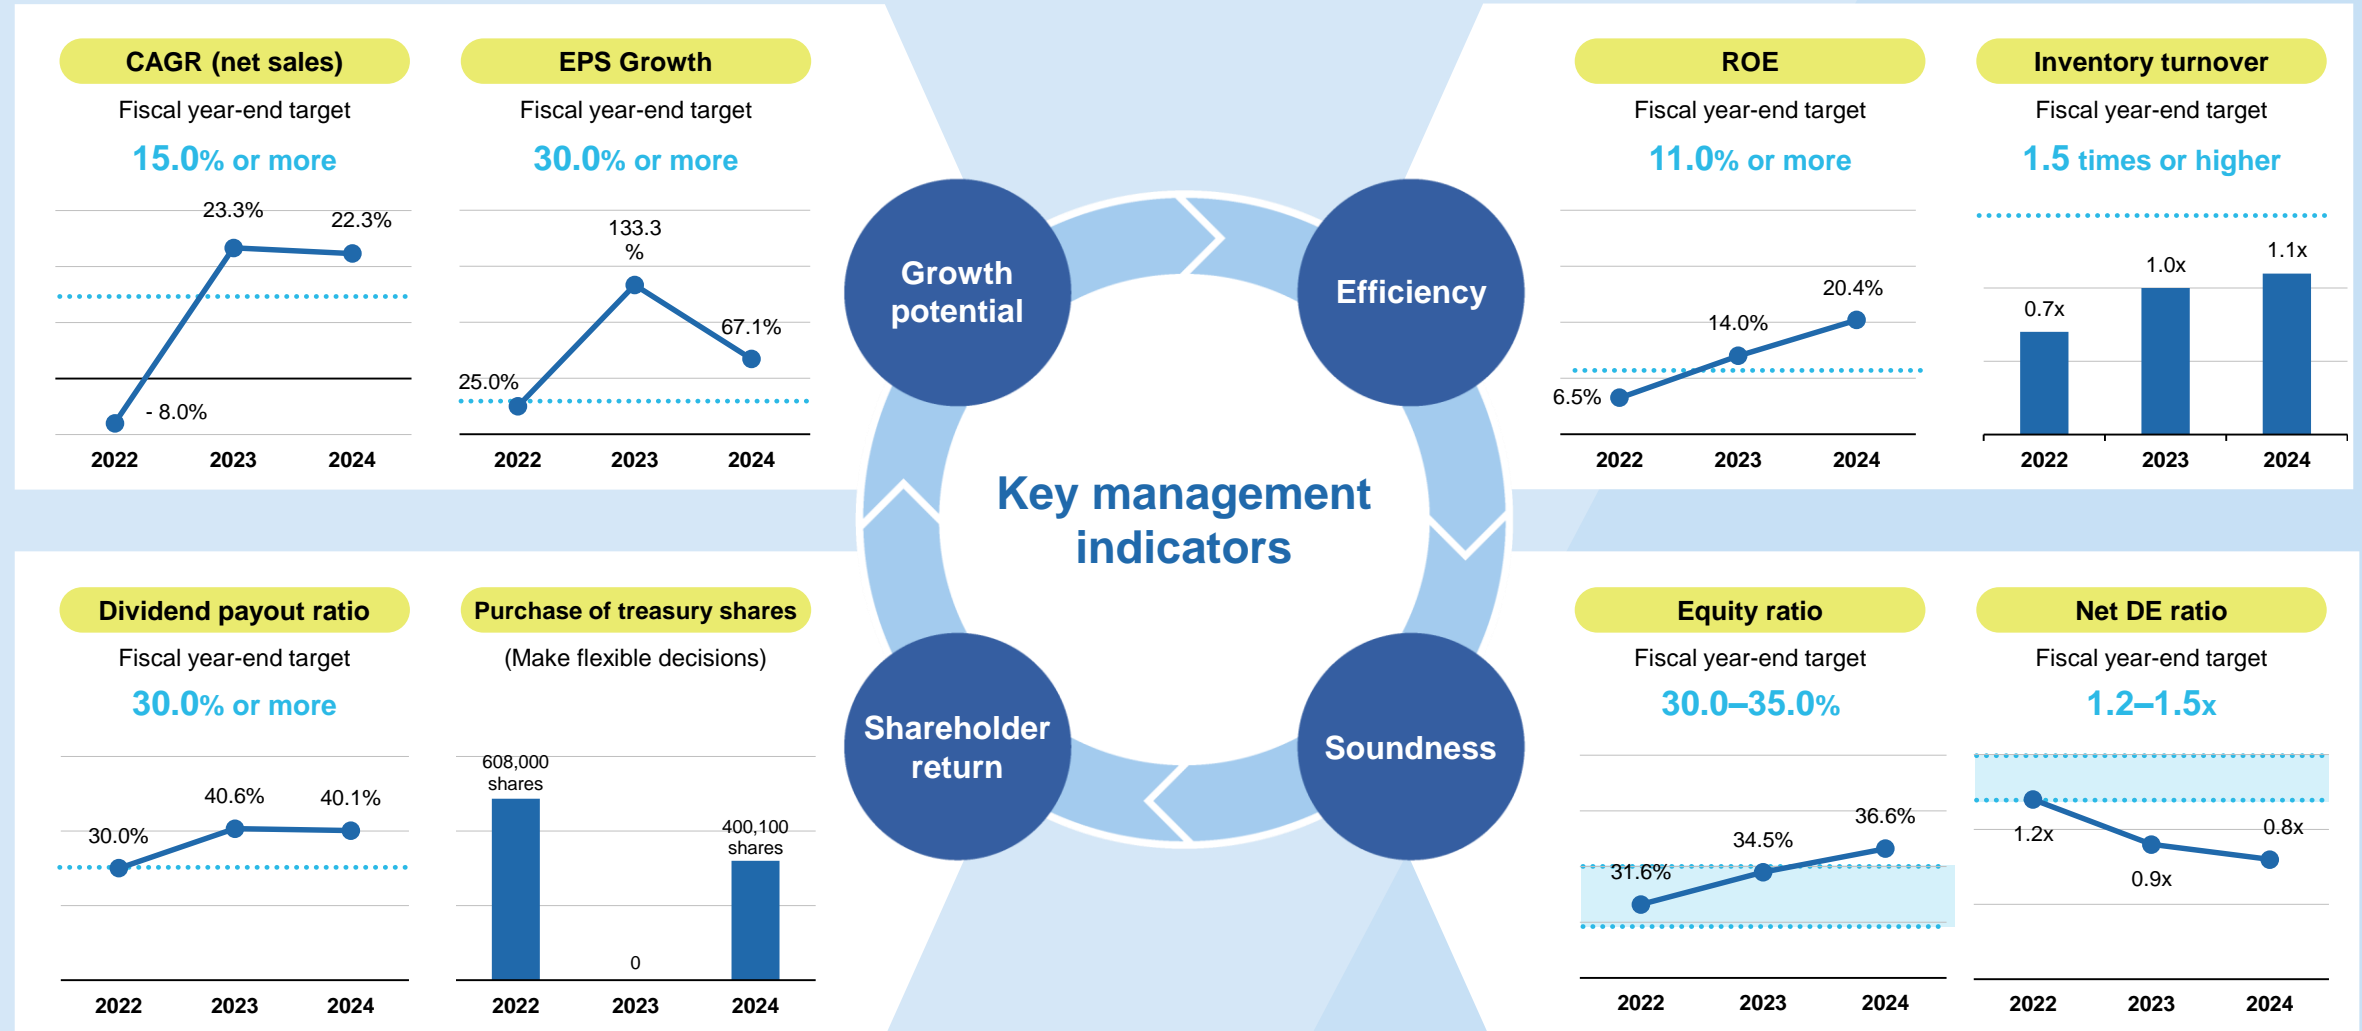 CAGR (net sales)
Fiscal year-end target
15.0% or more
23.3%
22.3%
- 8.0%
2022 2023 2024
EPS Growth
Fiscal year-end target
30.0% or more
133.3
%
67.1%
25.0%
2022 2023 2024
ROE
Fiscal year-end target
11.0% or more
20.4%
14.0%
6.5%
2022 2023 2024
Inventory turnover
Fiscal year-end target
1.5 times or higher
1.1x
1.0x
0.7x
2022 2023 2024
Growth
potential
Efficiency
Key management
indicators
Shareholder
return
Soundness
Dividend payout ratio
Fiscal year-end target
30.0% or more
40.6%
40.1%
30.0%
2022 2023 2024
Purchase of treasury shares
(Make flexible decisions)
608,000
shares
400,100
shares
0
2022 2023 2024
Equity ratio
Fiscal year-end target
30.0–35.0%
36.6%
34.5%
31.6%
2022 2023 2024
Net DE ratio
Fiscal year-end target
1.2–1.5x
0.8x
1.2x
0.9x
2022 2023 2024